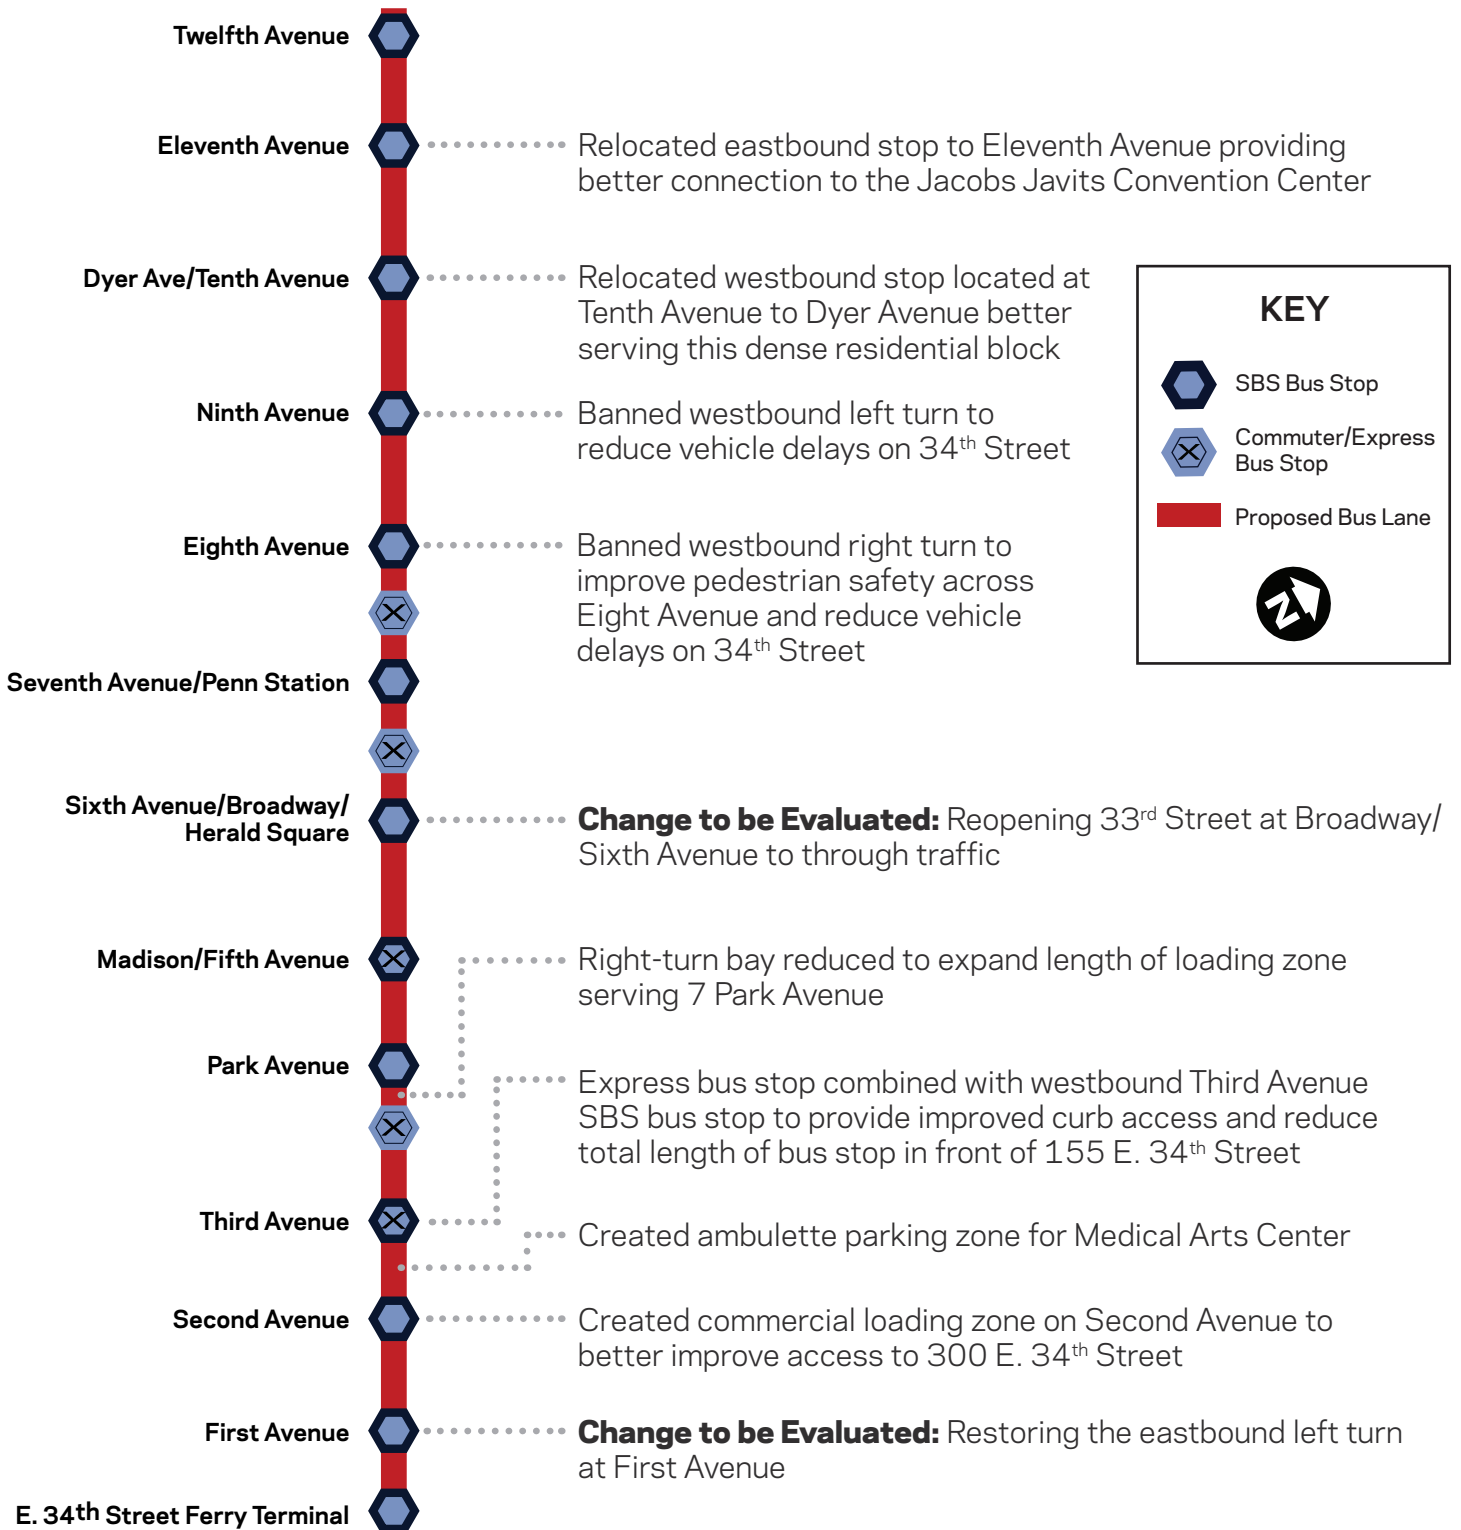 Twelfth Avenue
Eleventh Avenue
Relocated eastbound stop to Eleventh Avenue providing
better connection to the Jacobs Javits Convention Center
Dyer Ave/Tenth Avenue
Relocated westbound stop located at
Tenth Avenue to Dyer Avenue better
serving this dense residential block
Ninth Avenue
Banned westbound left turn to
reduce vehicle delays on 34th Street
Eighth Avenue
Banned westbound right turn to
improve pedestrian safety across
Eight Avenue and reduce vehicle
delays on 34th Street
X
Seventh Avenue/Penn Station
X
Sixth Avenue/Broadway/
Herald Square
Change to be Evaluated: Reopening 33rd Street at Broadway/
Sixth Avenue to through traffic
Madison/Fifth Avenue
X
Right-turn bay reduced to expand length of loading zone
serving 7 Park Avenue
Park Avenue
X
Express bus stop combined with westbound Third Avenue
SBS bus stop to provide improved curb access and reduce
total length of bus stop in front of 155 E. 34th Street
Third Avenue
X
Created ambulette parking zone for Medical Arts Center
Second Avenue
Created commercial loading zone on Second Avenue to
better improve access to 300 E. 34th Street
First Avenue
Change to be Evaluated: Restoring the eastbound left turn
at First Avenue
E. 34th Street Ferry Terminal
KEY
SBS Bus Stop
X
Commuter/Express
Bus Stop
Proposed Bus Lane
N